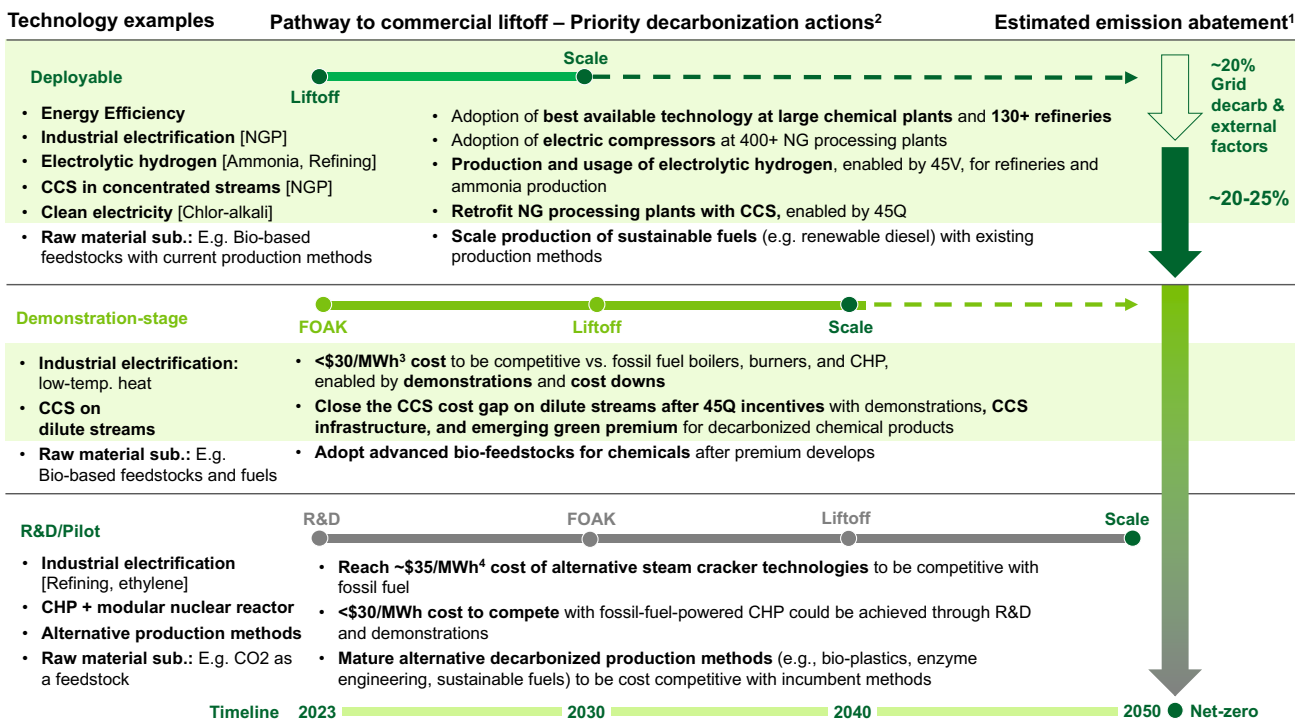 Technology examples
Pathway to commercial liftoff – Priority decarbonization actions²
Estimated emission abatement¹
Deployable
Liftoff
Scale
• Energy Efficiency
• Industrial electrification [NGP]
• Electrolytic hydrogen [Ammonia, Refining]
• CCS in concentrated streams [NGP]
• Clean electricity [Chlor-alkali]
• Raw material sub.: E.g. Bio-based
feedstocks with current production methods
• Adoption of best available technology at large chemical plants and 130+ refineries
• Adoption of electric compressors at 400+ NG processing plants
• Production and usage of electrolytic hydrogen, enabled by 45V, for refineries and
ammonia production
• Retrofit NG processing plants with CCS, enabled by 45Q
• Scale production of sustainable fuels (e.g. renewable diesel) with existing
production methods
~20%
Grid
decarb &
external
factors
~20-25%
Demonstration-stage
FOAK
Liftoff
Scale
• Industrial electrification:
low-temp. heat
• CCS on
dilute streams
• Raw material sub.: E.g.
Bio-based feedstocks and fuels
• <$30/MWh³ cost to be competitive vs. fossil fuel boilers, burners, and CHP,
enabled by demonstrations and cost downs
• Close the CCS cost gap on dilute streams after 45Q incentives with demonstrations, CCS
infrastructure, and emerging green premium for decarbonized chemical products
• Adopt advanced bio-feedstocks for chemicals after premium develops
R&D/Pilot
R&D
FOAK
Liftoff
Scale
• Industrial electrification
[Refining, ethylene]
• CHP + modular nuclear reactor
• Alternative production methods
• Raw material sub.: E.g. CO2 as
a feedstock
• Reach ~$35/MWh⁴ cost of alternative steam cracker technologies to be competitive with
fossil fuel
• <$30/MWh cost to compete with fossil-fuel-powered CHP could be achieved through R&D
and demonstrations
• Mature alternative decarbonized production methods (e.g., bio-plastics, enzyme
engineering, sustainable fuels) to be cost competitive with incumbent methods
Timeline 2023 2030 2040 2050 Net-zero